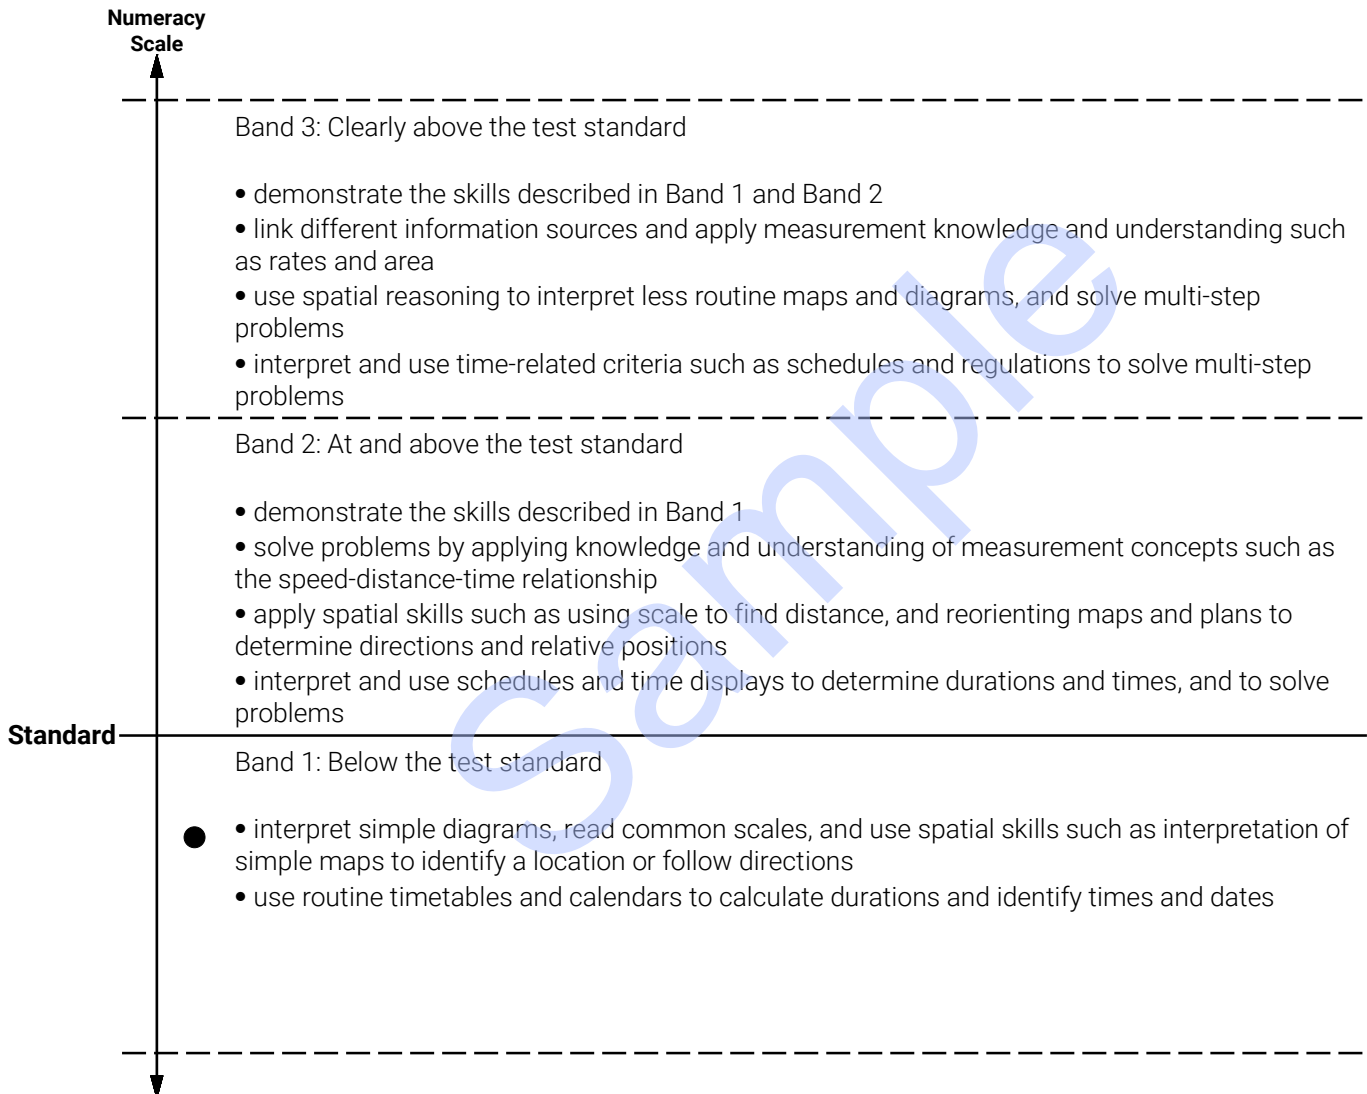 Numeracy
Scale
Band 3: Clearly above the test standard
• demonstrate the skills described in Band 1 and Band 2
• link different information sources and apply measurement knowledge and understanding such
as rates and area
• use spatial reasoning to interpret less routine maps and diagrams, and solve multi-step
problems
• interpret and use time-related criteria such as schedules and regulations to solve multi-step
problems
Band 2: At and above the test standard
• demonstrate the skills described in Band 1
• solve problems by applying knowledge and understanding of measurement concepts such as
the speed-distance-time relationship
• apply spatial skills such as using scale to find distance, and reorienting maps and plans to
determine directions and relative positions
• interpret and use schedules and time displays to determine durations and times, and to solve
problems
Standard
Band 1: Below the test standard
• interpret simple diagrams, read common scales, and use spatial skills such as interpretation of
simple maps to identify a location or follow directions
• use routine timetables and calendars to calculate durations and identify times and dates
Sample